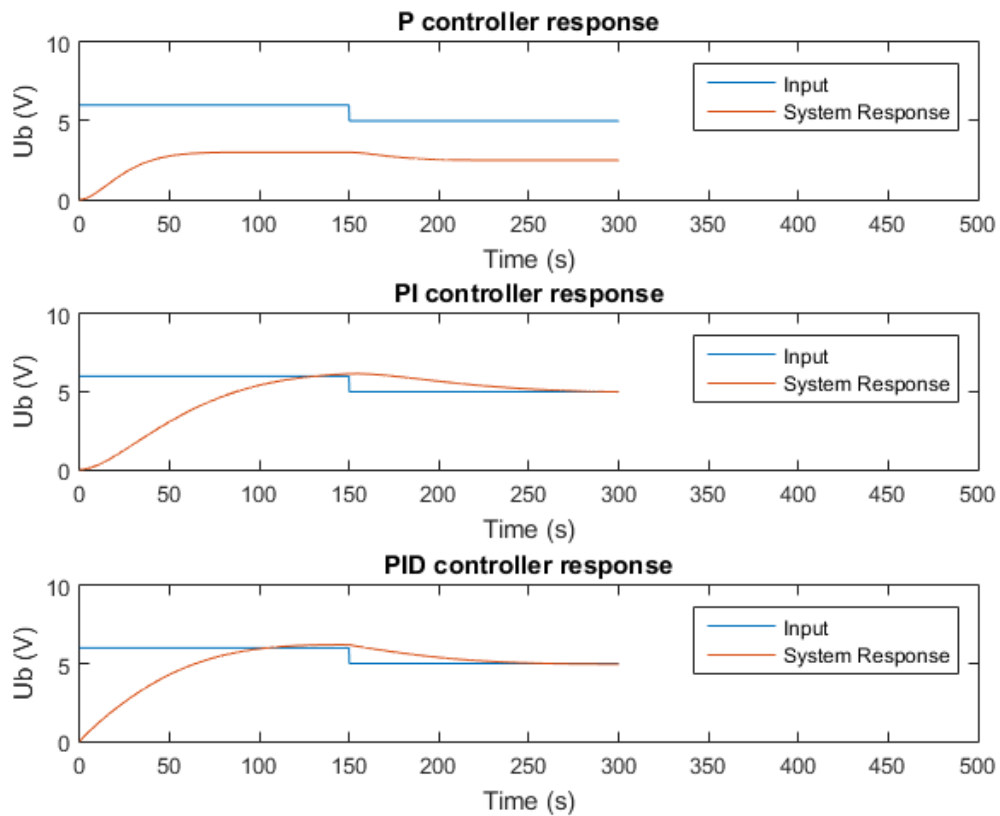 P controller response
10
5
0
Ub (V)
Input
System Response
0 50 100 150 200 250 300 350 400 450 500
Time (s)
PI controller response
10
5
0
Ub (V)
Input
System Response
0 50 100 150 200 250 300 350 400 450 500
Time (s)
PID controller response
10
5
0
Ub (V)
Input
System Response
0 50 100 150 200 250 300 350 400 450 500
Time (s)